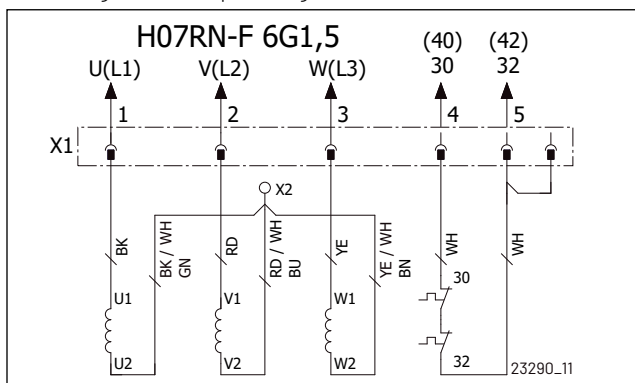 H07RN-F 6G1,5
(40) (42)
U(L1) V(L2) W(L3) 30 32
1 2 3 4 5
X1
X2
BK
BK / WH
GN
RD
RD / WH
BU
YE
YE / WH
BN
WH
WH
30
U1 V1 W1
U2 V2 W2 32
23290_11